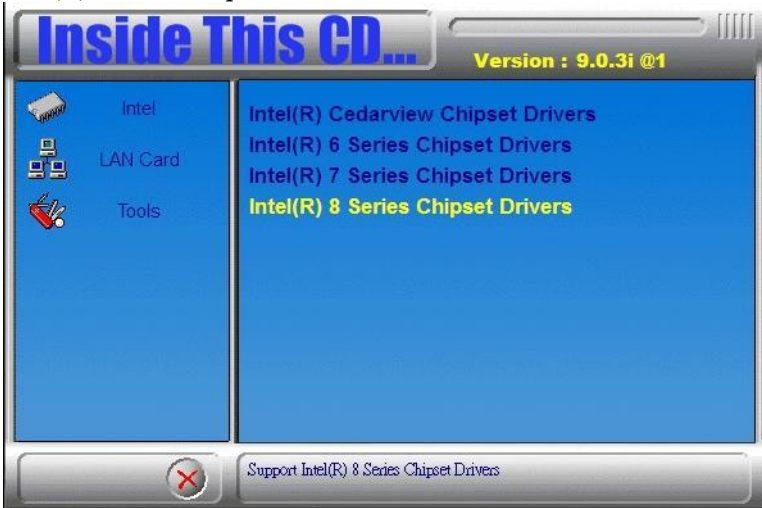 Inside This CD...
Version : 9.0.3i @1
Intel
LAN Card
Tools
Intel(R) Cedarview Chipset Drivers
Intel(R) 6 Series Chipset Drivers
Intel(R) 7 Series Chipset Drivers
Intel(R) 8 Series Chipset Drivers
Support Intel(R) 8 Series Chipset Drivers